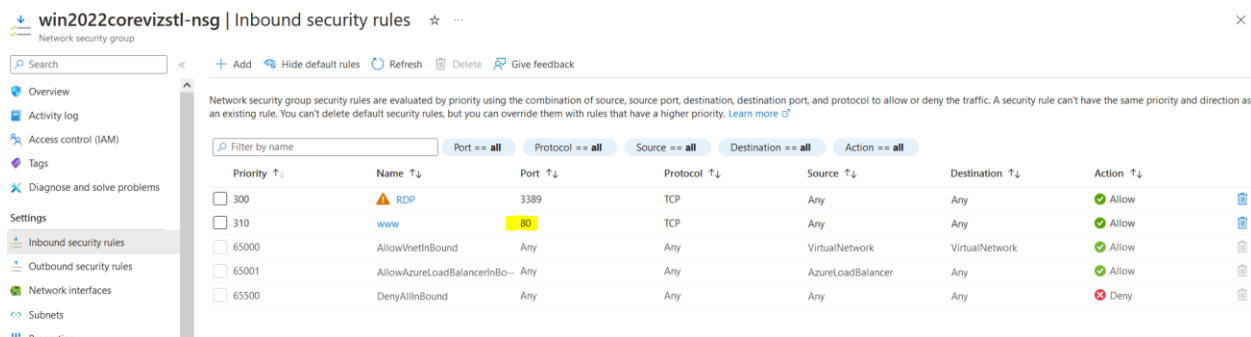 win2022corevizstl-nsg | Inbound security rules ☆ ...
Network security group
Search «
+ Add Hide default rules Refresh Delete Give feedback
Overview
Activity log
Access control (IAM)
Tags
Diagnose and solve problems
Settings
Inbound security rules
Outbound security rules
Network interfaces
Subnets
Network security group security rules are evaluated by priority using the combination of source, source port, destination, destination port, and protocol to allow or deny the traffic. A security rule can't have the same priority and direction as
an existing rule. You can't delete default security rules, but you can override them with rules that have a higher priority. Learn more
Filter by name Port == all Protocol == all Source == all Destination == all Action == all
Priority ↑↓ Name ↑↓ Port ↑↓ Protocol ↑↓ Source ↑↓ Destination ↑↓ Action ↑↓
300 RDP 3389 TCP Any Any Allow
310 www 80 TCP Any Any Allow
65000 AllowVnetInBound Any Any VirtualNetwork VirtualNetwork Allow
65001 AllowAzureLoadBalancerInBo... Any Any AzureLoadBalancer Any Allow
65500 DenyAllInBound Any Any Any Any Deny